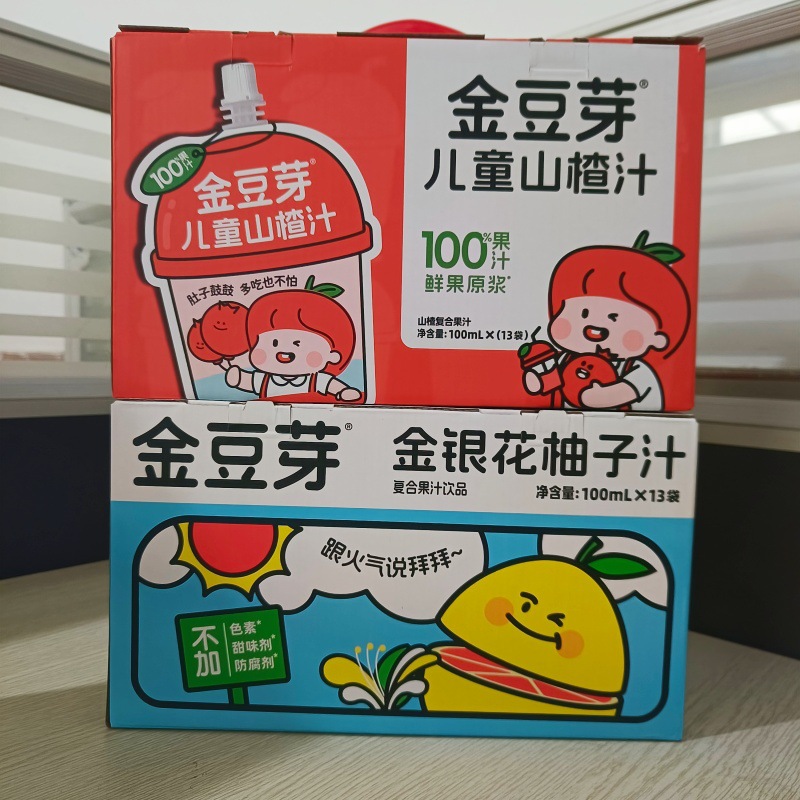 100%果汁
金豆芽®
儿童山楂汁
肚子鼓鼓 多吃也不怕
金豆芽®
儿童山楂汁
100%果汁
鲜果原浆*
山楂复合果汁
净含量:100mL×(13袋)
金豆芽®
金银花柚子汁
复合果汁饮品
净含量:100mL×13袋
跟火气说拜拜~
不加
色素*
甜味剂*
防腐剂*